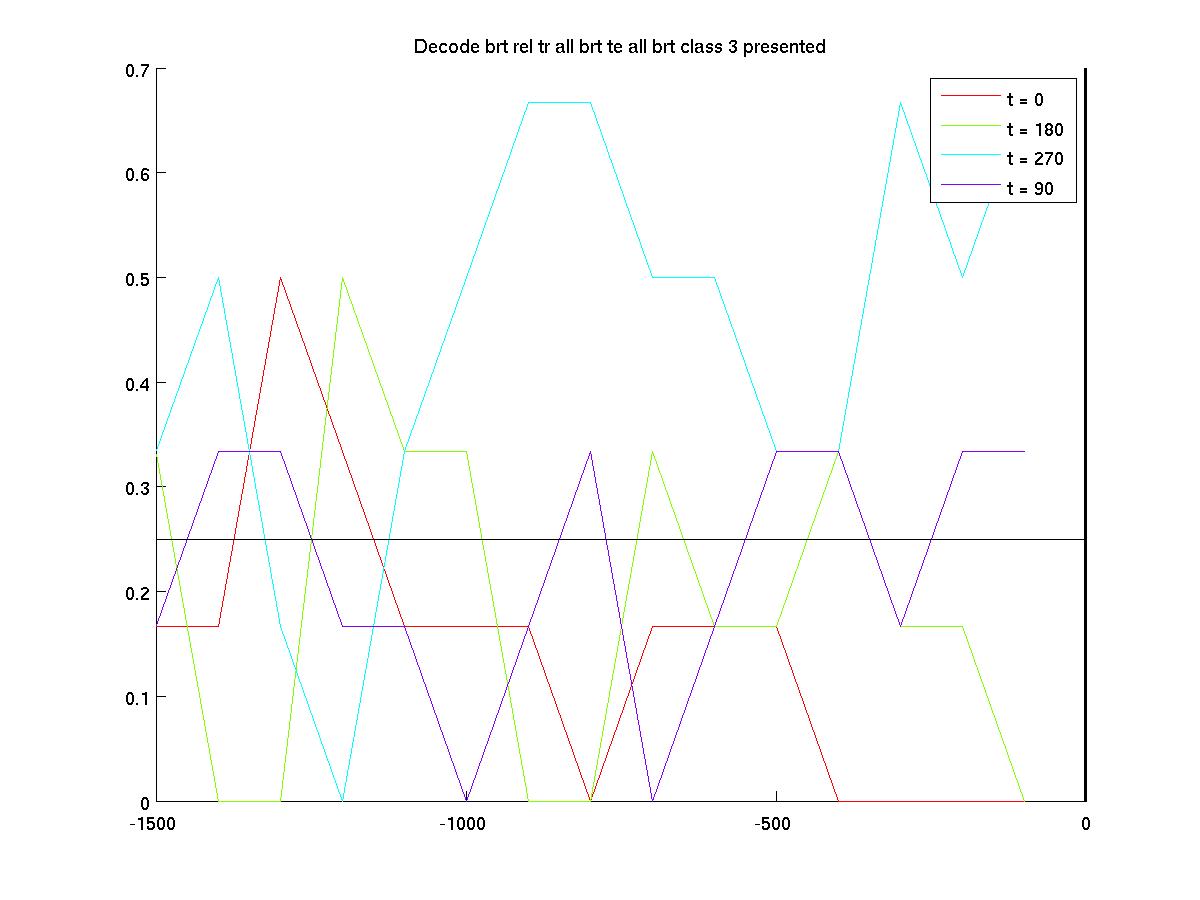 Decode brt rel tr all brt te all brt class 3 presented
0.7
0.6
0.5
0.4
0.3
0.2
0.1
0
-1500
-1000
-500
0
t = 0
t = 180
t = 270
t = 90